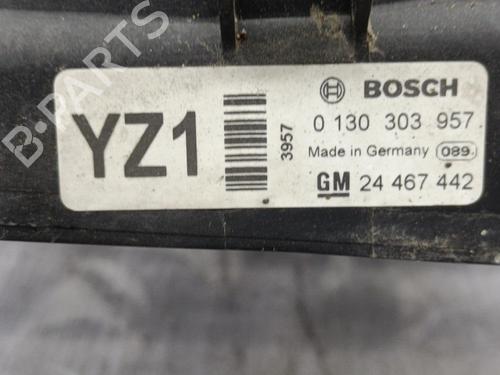 B-PARTS
YZ1
3957
BOSCH
0 130 303 957
Made in Germany 089
GM 24 467 442